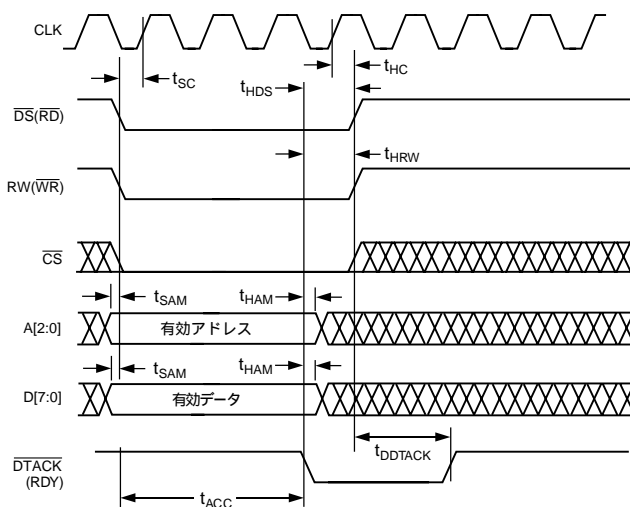 CLK
tSC
tHC
tHDS
DS(RD)
tHRW
RW(WR)
CS
tSAM
tHAM
A[2:0]
有効アドレス
tSAM
tHAM
D[7:0]
有効データ
tDDTACK
DTACK
(RDY)
tACC